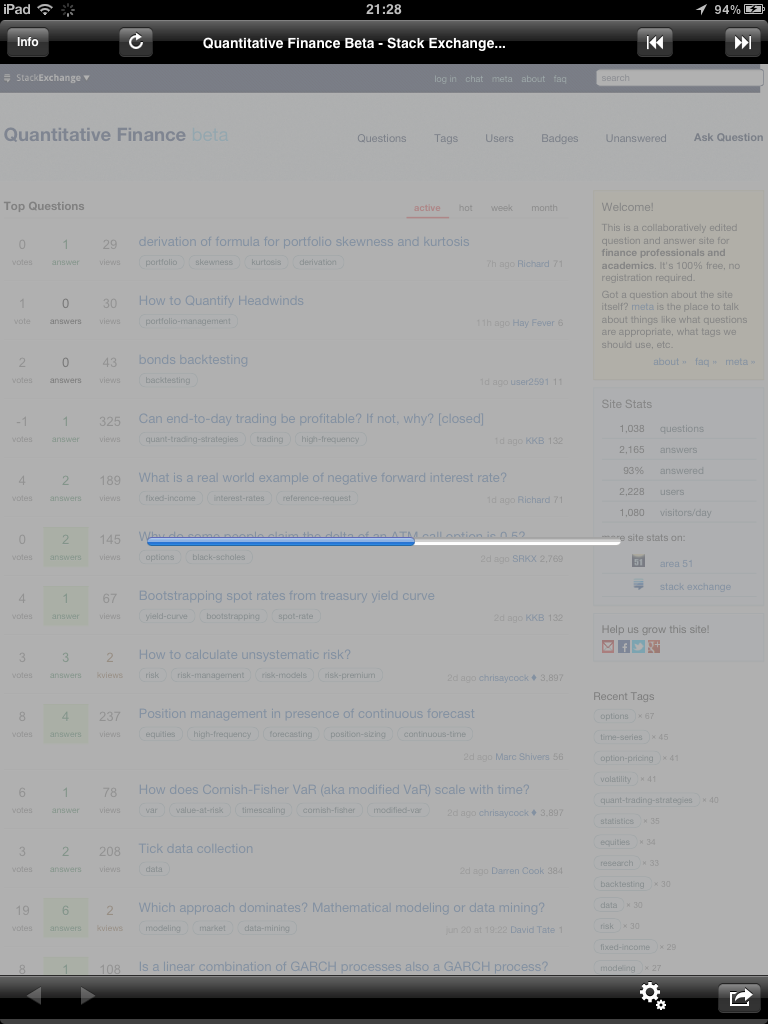 iPad 21:28 94%
Info Quantitative Finance Beta - Stack Exchange...
StackExchange ▼ log in chat meta about faq search
Quantitative Finance beta Questions Tags Users Badges Unanswered Ask Question
Top Questions active hot week month
0 votes 1 answer 29 views
derivation of formula for portfolio skewness and kurtosis
portfolio skewness kurtosis derivation
7h ago Richard 71
1 vote 0 answers 30 views
How to Quantify Headwinds
portfolio-management
11h ago Hay Fever 6
2 votes 0 answers 43 views
bonds backtesting
backtesting
1d ago user2591 11
-1 votes 1 answer 325 views
Can end-to-day trading be profitable? If not, why? [closed]
quant-trading-strategies trading high-frequency
1d ago KKB 132
4 votes 2 answers 189 views
What is a real world example of negative forward interest rate?
fixed-income interest-rates reference-request
1d ago Richard 71
0 votes 2 answers 145 views
Why do some people claim the delta of an ATM call option is 0.5?
options black-scholes
2d ago SRKX 2,769
4 votes 1 answer 67 views
Bootstrapping spot rates from treasury yield curve
yield-curve bootstrapping spot-rate
2d ago KKB 132
3 votes 3 answers 2 kviews
How to calculate unsystematic risk?
risk risk-management risk-models risk-premium
2d ago chrisaycock ♦ 3,897
8 votes 4 answers 237 views
Position management in presence of continuous forecast
equities high-frequency forecasting position-sizing continuous-time
2d ago Marc Shivers 56
6 votes 1 answer 78 views
How does Cornish-Fisher VaR (aka modified VaR) scale with time?
var value-at-risk timescaling cornish-fisher modified-var
2d ago chrisaycock ♦ 3,897
3 votes 2 answers 208 views
Tick data collection
data
2d ago Darren Cook 384
19 votes 6 answers 2 kviews
Which approach dominates? Mathematical modeling or data mining?
modeling market data-mining
jun 20 at 19:22 David Tate 1
8 1 108
Is a linear combination of GARCH processes also a GARCH process?
Welcome!
This is a collaboratively edited
question and answer site for
finance professionals and
academics. It's 100% free, no
registration required.
Got a question about the site
itself? meta is the place to talk
about things like what questions
are appropriate, what tags we
should use, etc.
about » faq » meta »
Site Stats
1,038 questions
2,165 answers
93% answered
2,228 users
1,080 visitors/day
more site stats on:
51 area 51
stack exchange
Help us grow this site!
Recent Tags
options × 67
time-series × 45
option-pricing × 41
volatility × 41
quant-trading-strategies × 40
statistics × 35
equities × 34
research × 33
backtesting × 30
data × 30
risk × 30
fixed-income × 29
modeling × 27